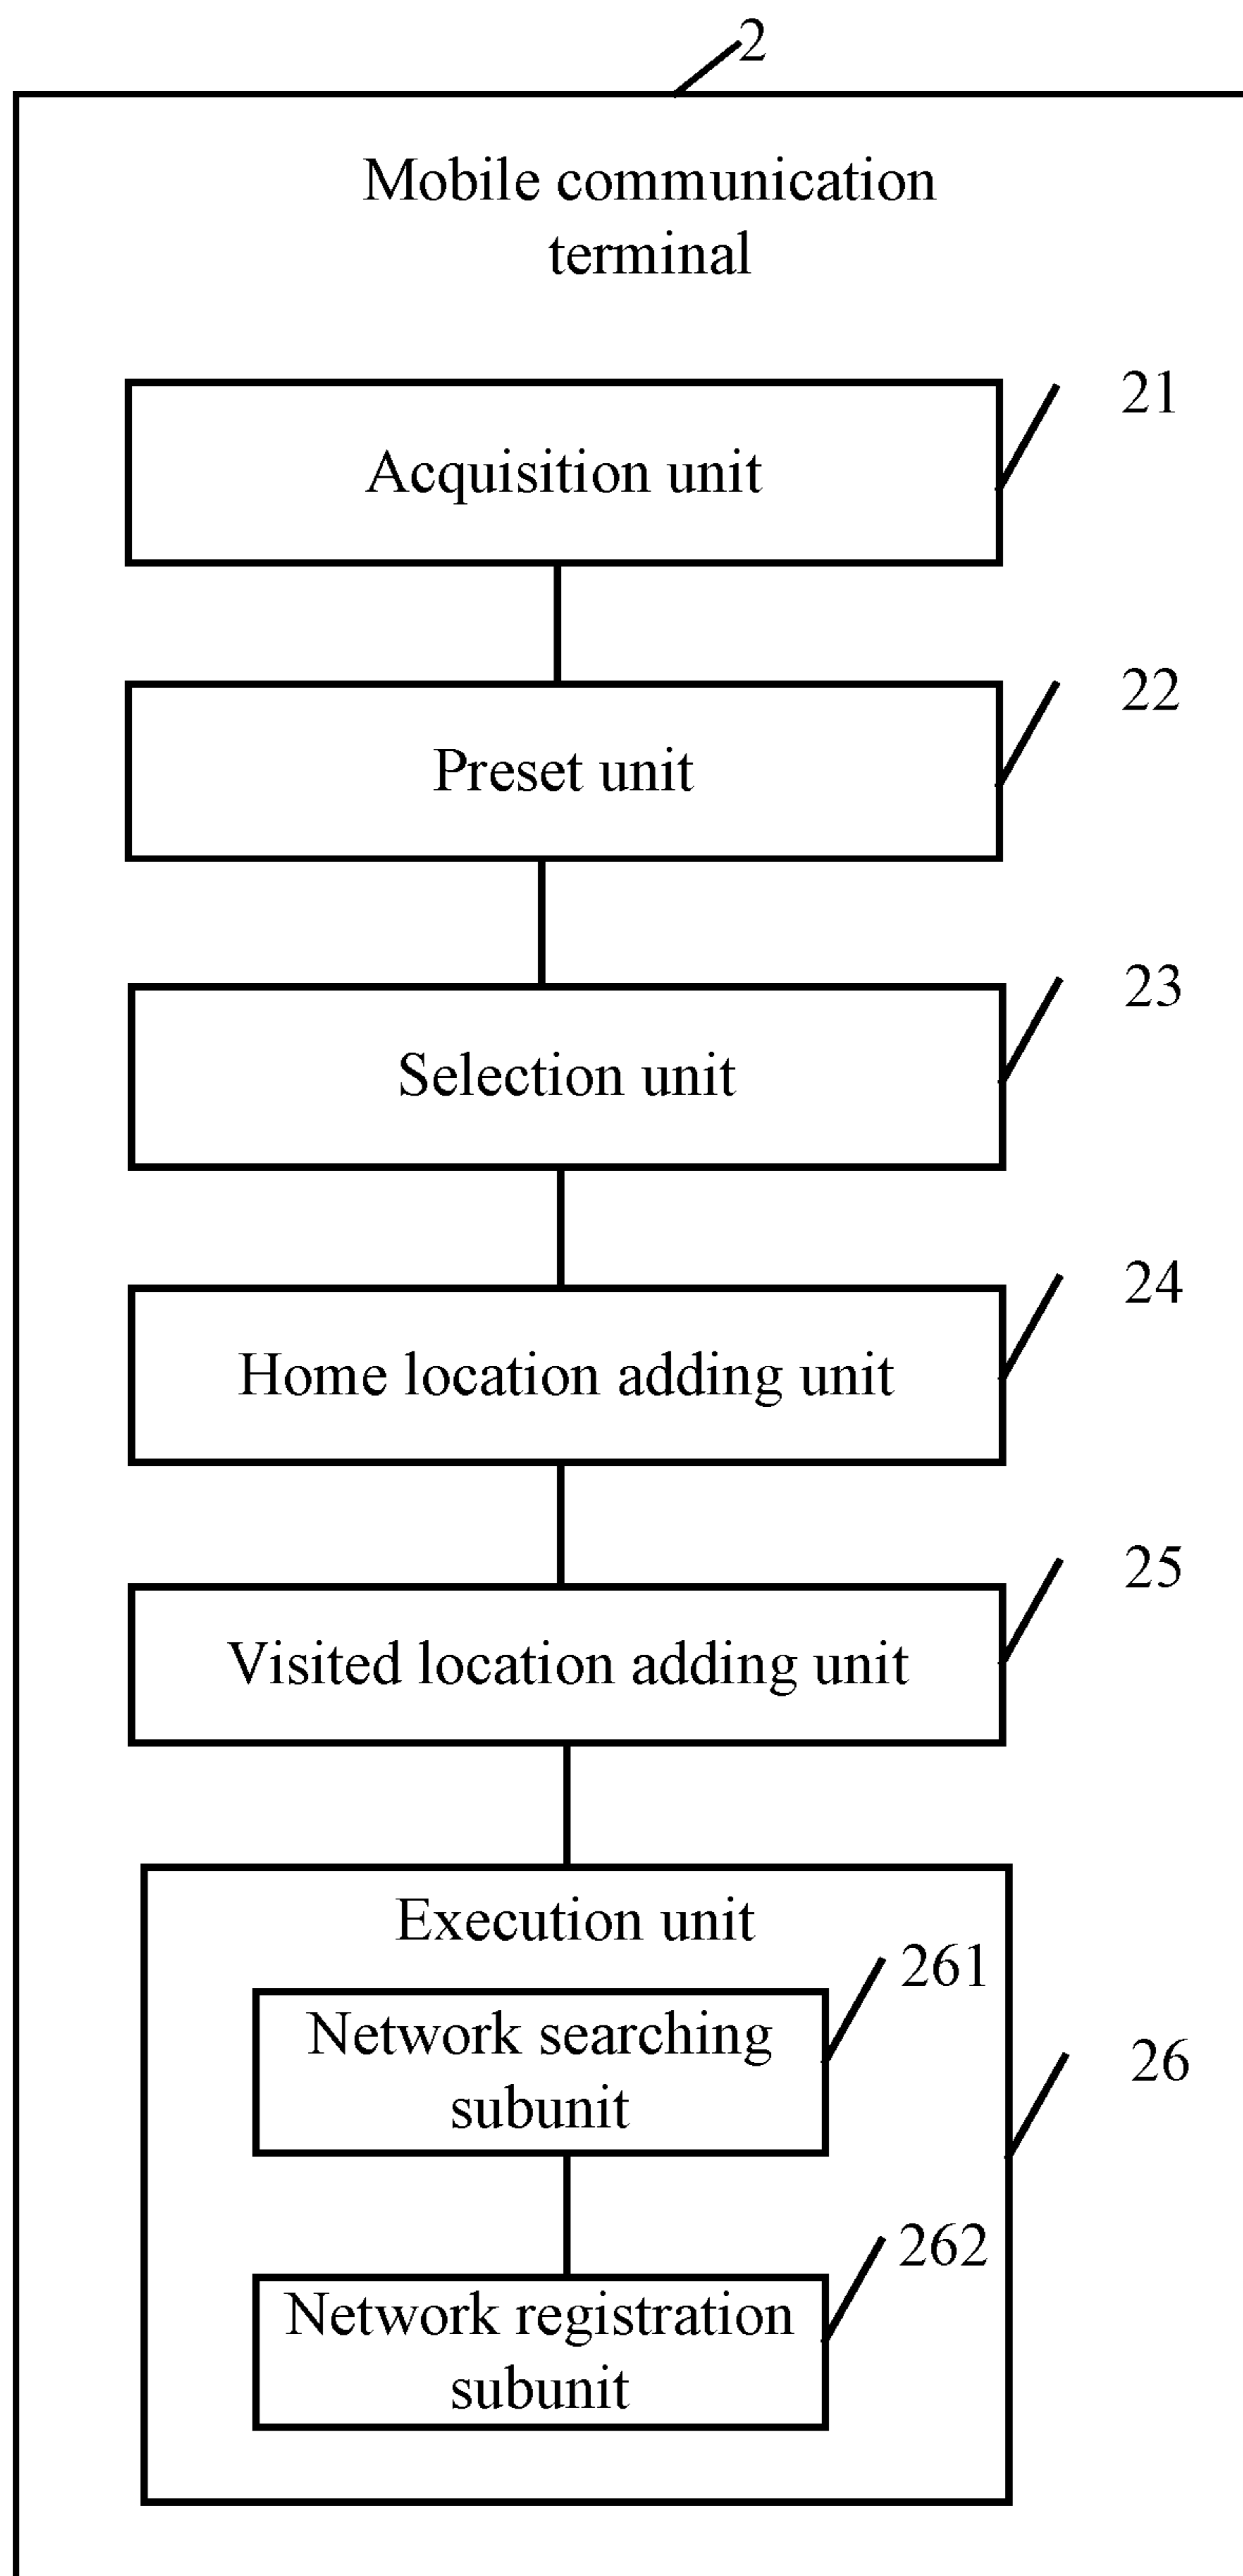 2
Mobile communication
terminal
21
Acquisition unit
22
Preset unit
23
Selection unit
24
Home location adding unit
25
Visited location adding unit
Execution unit
261
Network searching
subunit
26
262
Network registration
subunit